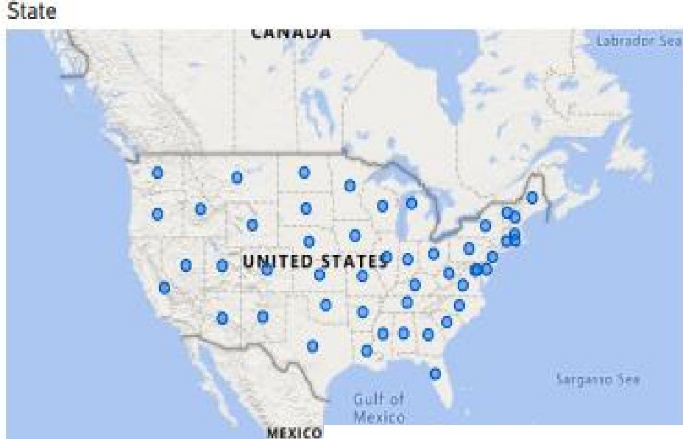 State
CANADA
Labrador Sea
UNITED STATES
Sargasso Sea
Gulf of
Mexico
MEXICO